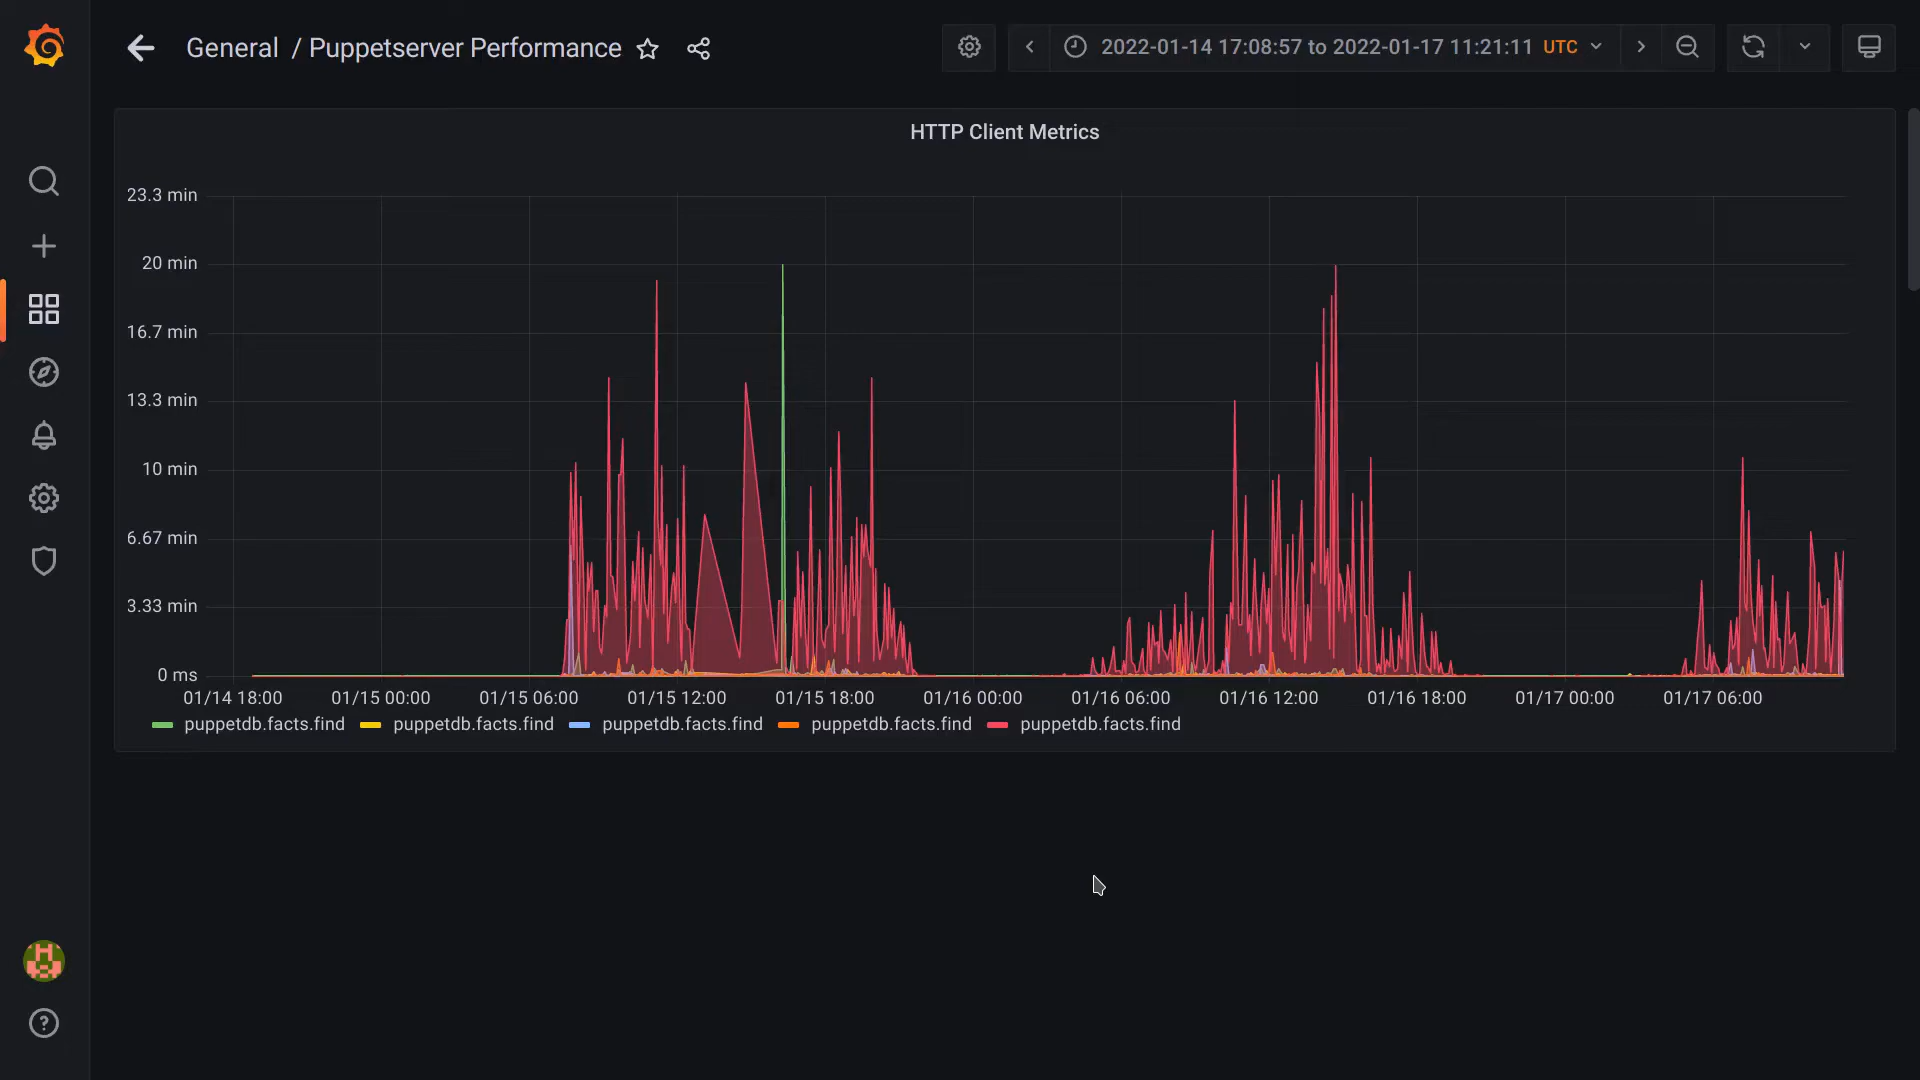 General / Puppetserver Performance
2022-01-14 17:08:57 to 2022-01-17 11:21:11 UTC
HTTP Client Metrics
23.3 min
20 min
16.7 min
13.3 min
10 min
6.67 min
3.33 min
0 ms
01/14 18:00 01/15 00:00 01/15 06:00 01/15 12:00 01/15 18:00 01/16 00:00 01/16 06:00 01/16 12:00 01/16 18:00 01/17 00:00 01/17 06:00
puppetdb.facts.find puppetdb.facts.find puppetdb.facts.find puppetdb.facts.find puppetdb.facts.find